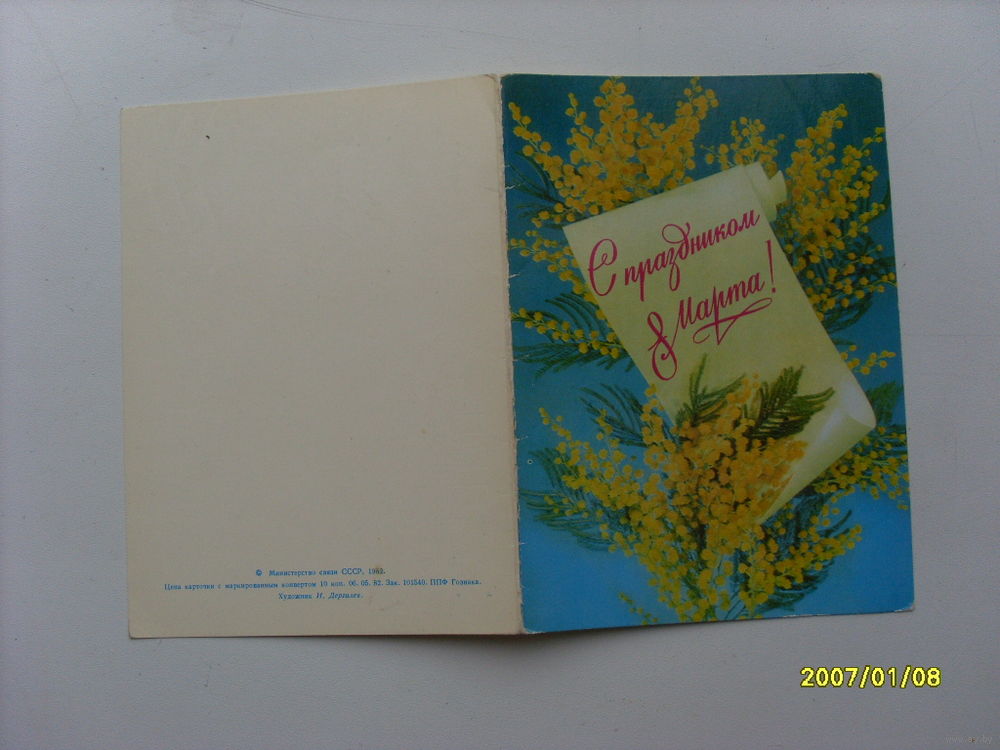 С праздником
8 Марта!
© Министерство связи СССР, 1982.
Цена карточки с маркированным конвертом 10 коп. 06. 05. 82. Зак. 101540. ППФ Гознака.
Художник И. Дергилев.
2007/01/08